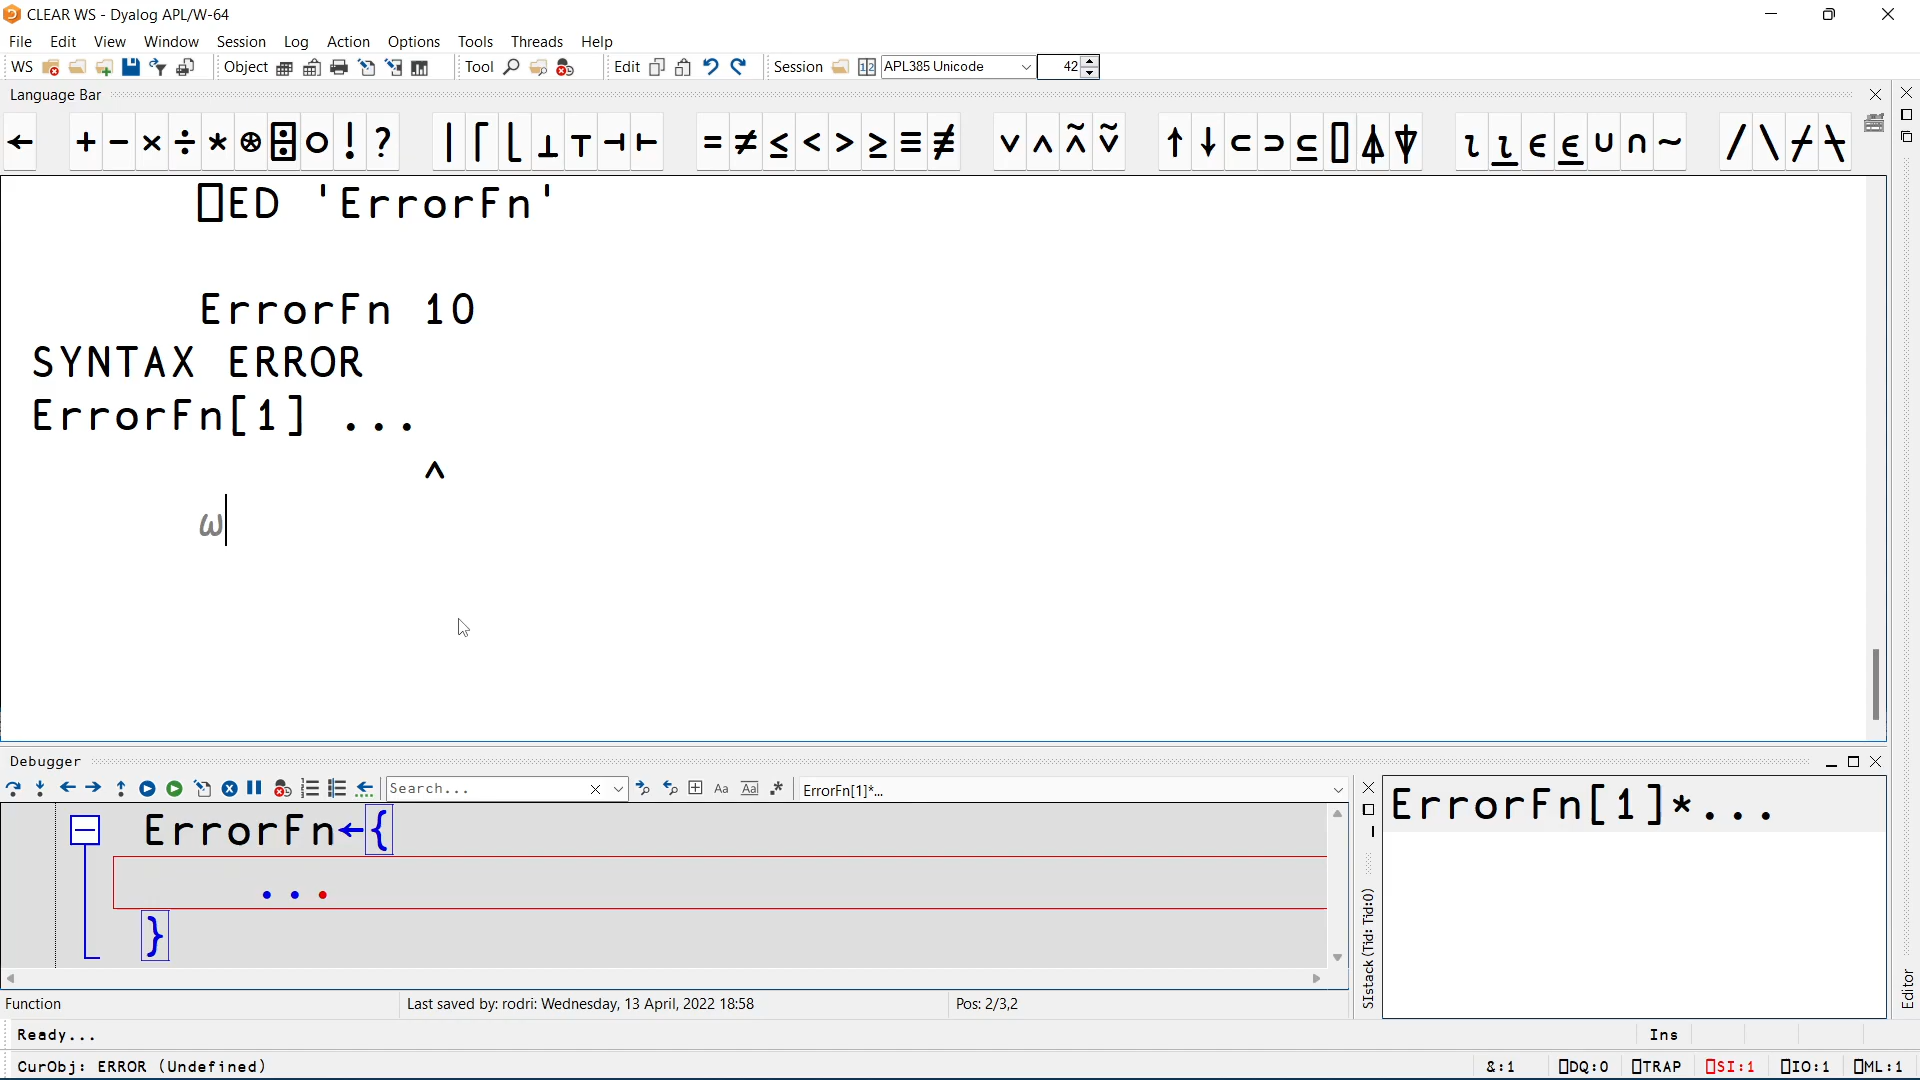 CLEAR WS - Dyalog APL/W-64
File Edit View Window Session Log Action Options Tools Threads Help
WS Object Tool Edit Session APL385 Unicode 42
Language Bar
← + - × ÷ * ⍟ ⌹ ○ ! ? | ⌈ ⌊ ⊥ ⊤ ⊣ ⊢ = ≠ ≤ < > ≥ ≡ ≢ ∨ ∧ ⍲ ⍱ ↑ ↓ ⊂ ⊃ ⊆ ⌷ ⍋ ⍒ ⍳ ⍸ ∊ ⍷ ∪ ∩ ~ / \ ⌿ ⍀
⎕ED 'ErrorFn'
ErrorFn 10
SYNTAX ERROR
ErrorFn[1] ...
∧
⍵
Debugger
Search... Aa Aa .* ErrorFn[1]*...
ErrorFn←{
...
}
ErrorFn[1]*...
SIstack (Tid: Tid:0)
Editor
Function Last saved by: rodri: Wednesday, 13 April, 2022 18:58 Pos: 2/3,2
Ready... Ins
CurObj: ERROR (Undefined) &:1 ⎕DQ:0 ⎕TRAP ⎕SI:1 ⎕IO:1 ⎕ML:1